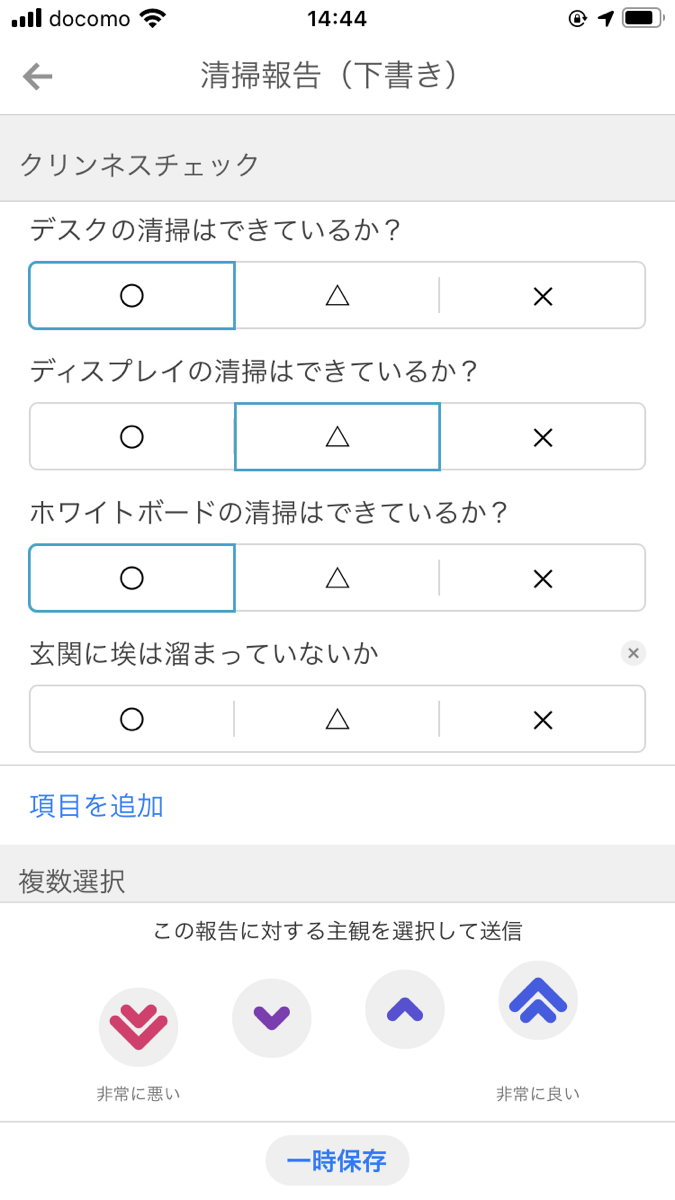 docomo 14:44
清掃報告（下書き）
クリンネスチェック
デスクの清掃はできているか？
○ △ ×
ディスプレイの清掃はできているか？
○ △ ×
ホワイトボードの清掃はできているか？
○ △ ×
玄関に埃は溜まっていないか
○ △ ×
項目を追加
複数選択
この報告に対する主観を選択して送信
非常に悪い 非常に良い
一時保存